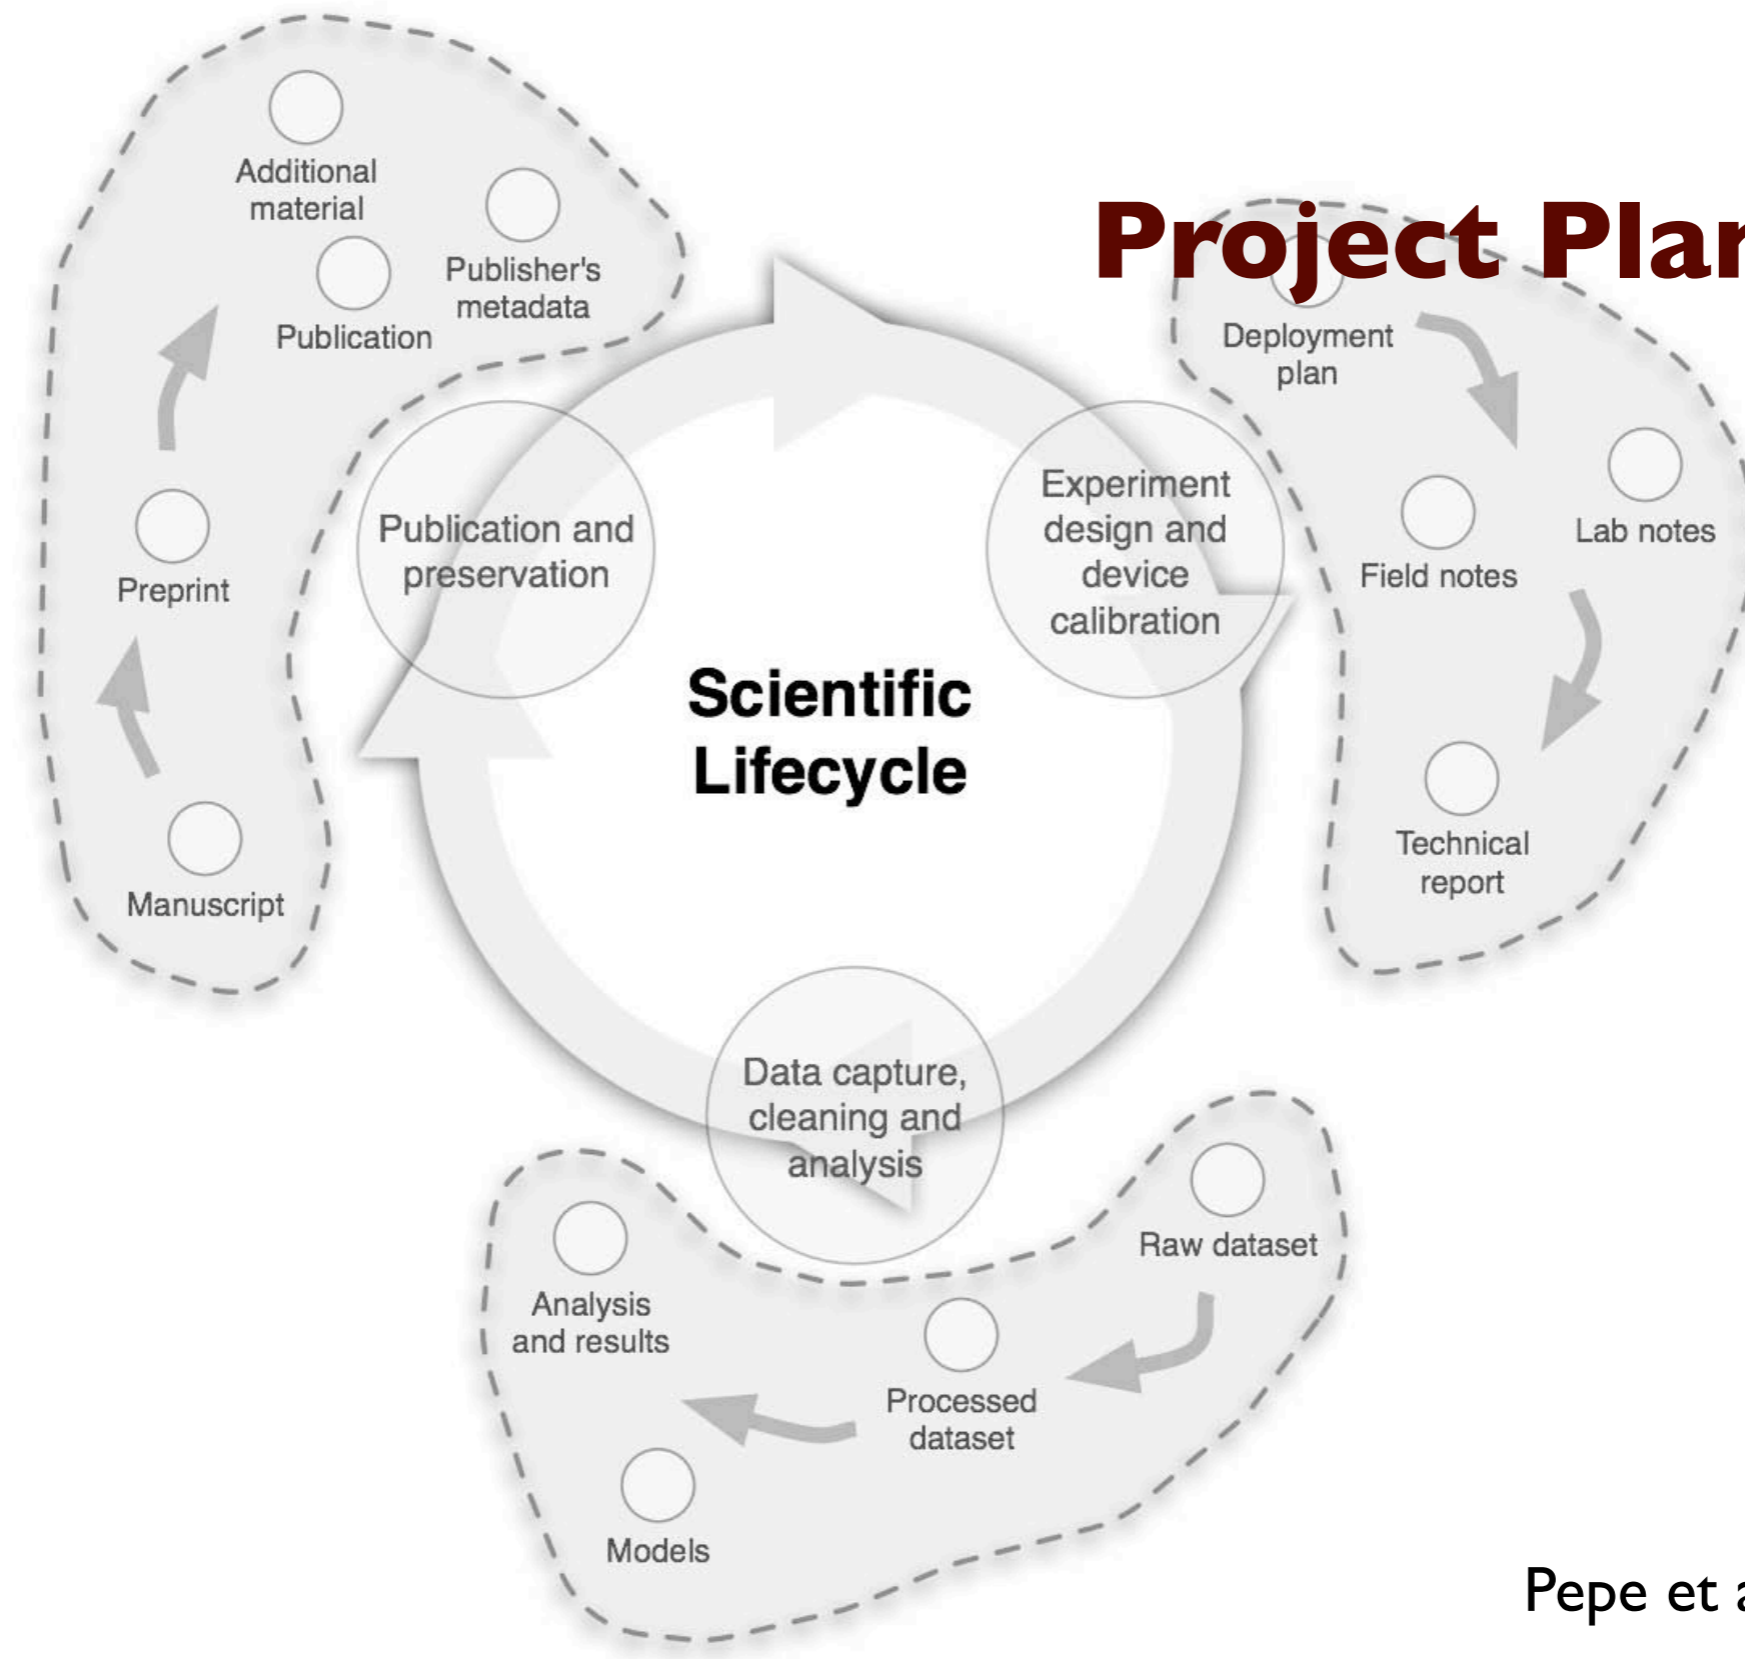 Project Plan
Additional
material
Publisher's
metadata
Publication
Preprint
Manuscript
Publication and
preservation
Experiment
design and
device
calibration
Deployment
plan
Lab notes
Field notes
Technical
report
Scientific
Lifecycle
Data capture,
cleaning and
analysis
Raw dataset
Processed
dataset
Analysis
and results
Models
Pepe et a